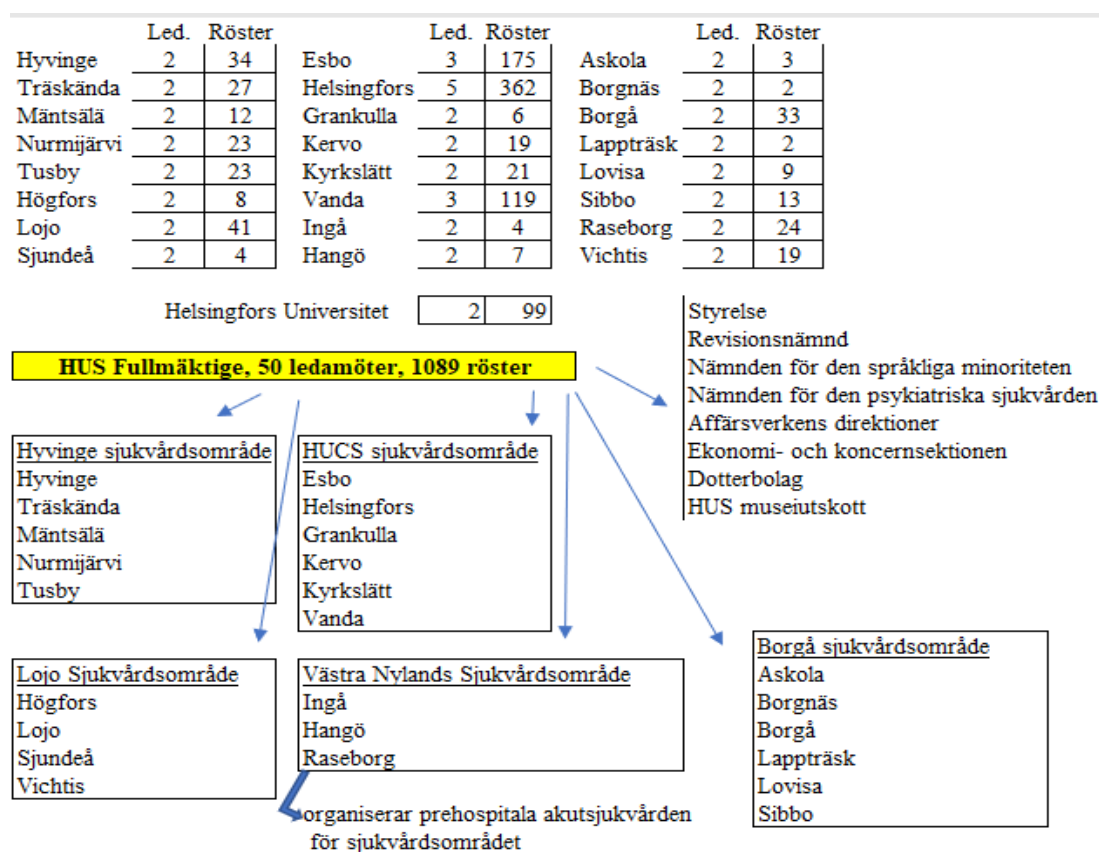 Led. Röster Led. Röster Led. Röster
Hyvinge 2 34 Esbo 3 175 Askola 2 3
Träskända 2 27 Helsingfors 5 362 Borgnäs 2 2
Mäntsälä 2 12 Grankulla 2 6 Borgå 2 33
Nurmijärvi 2 23 Kervo 2 19 Lappträsk 2 2
Tusby 2 23 Kyrkslätt 2 21 Lovisa 2 9
Högfors 2 8 Vanda 3 119 Sibbo 2 13
Lojo 2 41 Ingå 2 4 Raseborg 2 24
Sjundeå 2 4 Hangö 2 7 Vichtis 2 19
Helsingfors Universitet 2 99
HUS Fullmäktige, 50 ledamöter, 1089 röster
Styrelse
Revisionsnämnd
Nämnden för den språkliga minoriteten
Nämnden för den psykiatriska sjukvården
Affärsverkens direktioner
Ekonomi- och koncernsektionen
Dotterbolag
HUS museiutskott
Hyvinge sjukvårdsområde
Hyvinge
Träskända
Mäntsälä
Nurmijärvi
Tusby
HUCS sjukvårdsområde
Esbo
Helsingfors
Grankulla
Kervo
Kyrkslätt
Vanda
Lojo Sjukvårdsområde
Högfors
Lojo
Sjundeå
Vichtis
Västra Nylands Sjukvårdsområde
Ingå
Hangö
Raseborg
organiserar prehospitala akutsjukvården
för sjukvårdsområdet
Borgå sjukvårdsområde
Askola
Borgnäs
Borgå
Lappträsk
Lovisa
Sibbo